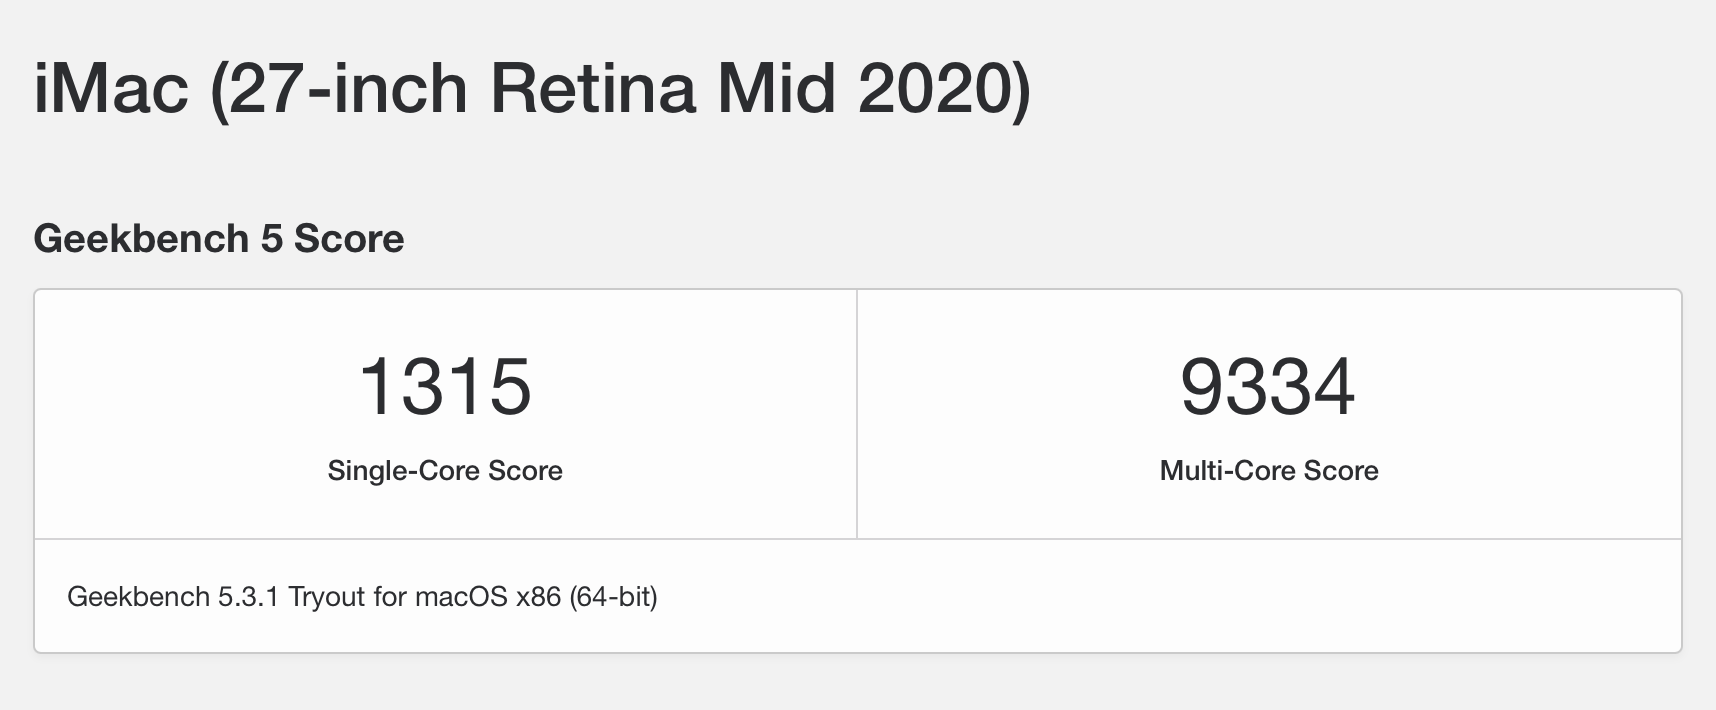 iMac (27-inch Retina Mid 2020)
Geekbench 5 Score
1315
Single-Core Score
9334
Multi-Core Score
Geekbench 5.3.1 Tryout for macOS x86 (64-bit)